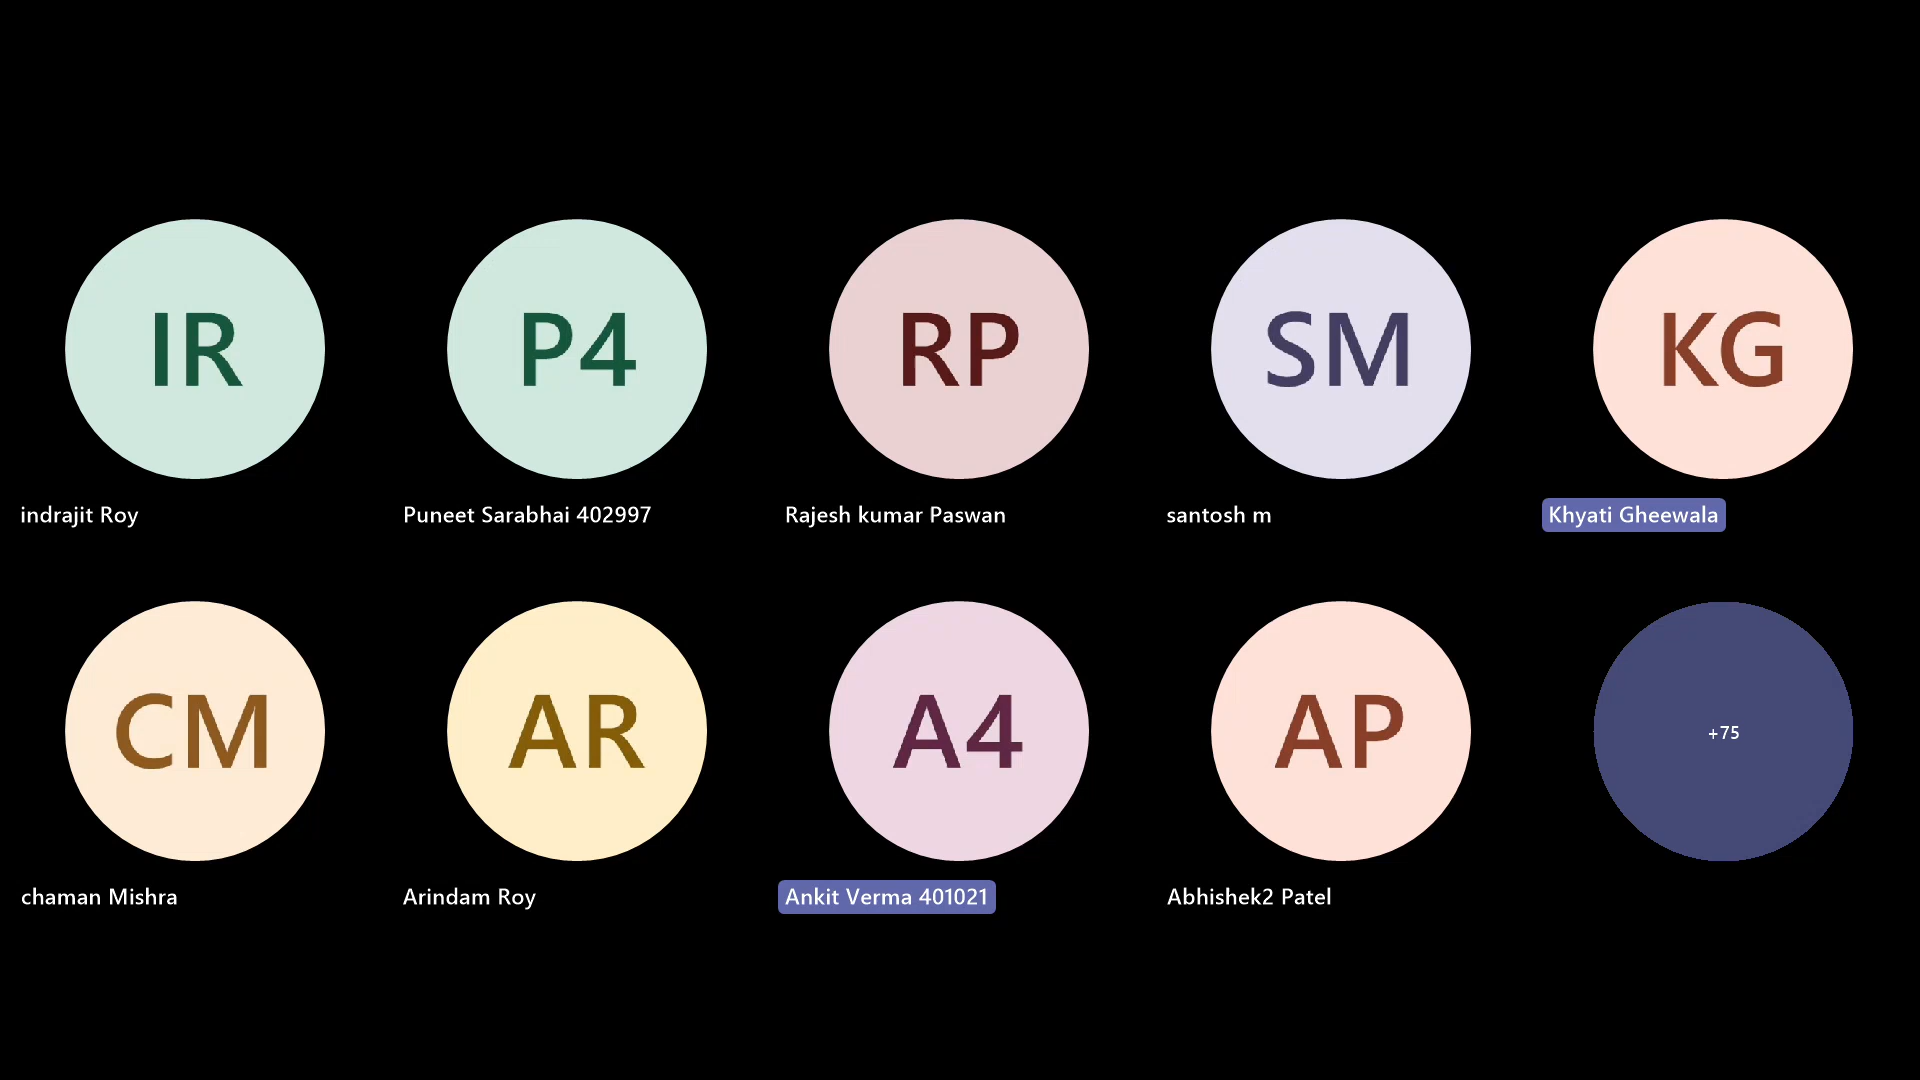 IR
P4
RP
SM
KG
indrajit Roy
Puneet Sarabhai 402997
Rajesh kumar Paswan
santosh m
Khyati Gheewala
CM
AR
A4
AP
+75
chaman Mishra
Arindam Roy
Ankit Verma 401021
Abhishek2 Patel